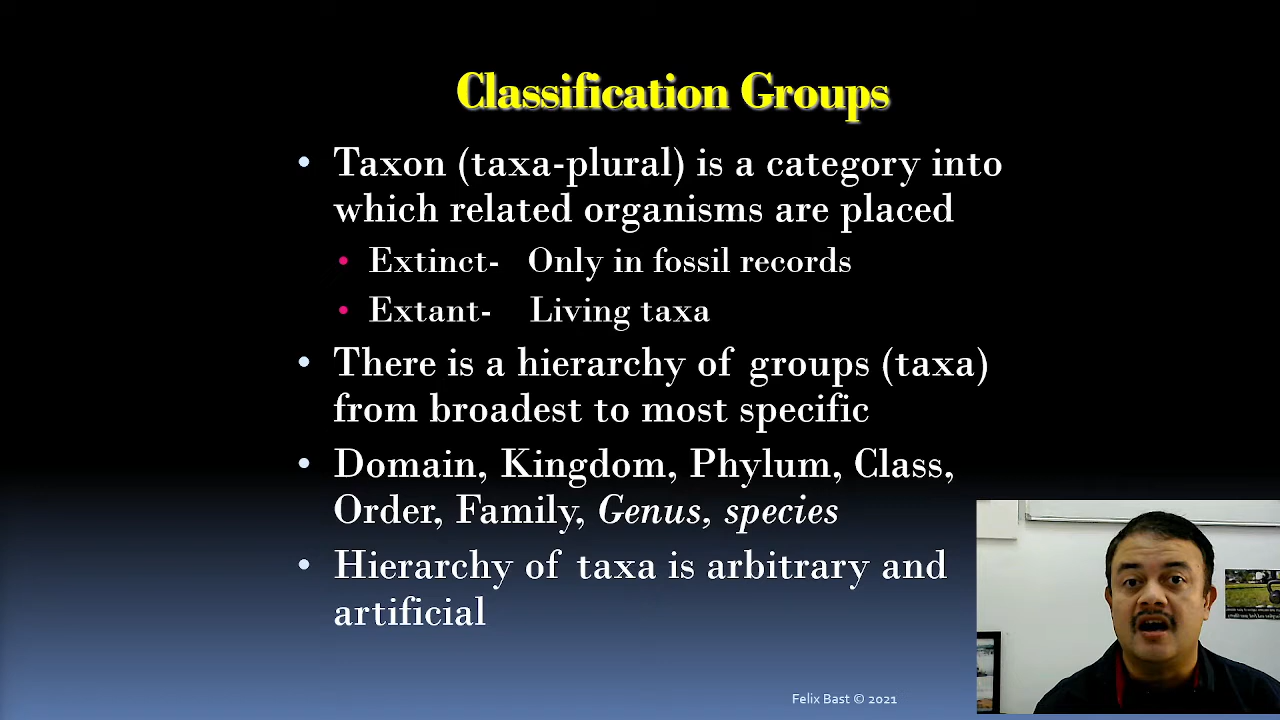 Classification Groups
• Taxon (taxa-plural) is a category into
which related organisms are placed
• Extinct- Only in fossil records
• Extant- Living taxa
• There is a hierarchy of groups (taxa)
from broadest to most specific
• Domain, Kingdom, Phylum, Class,
Order, Family, Genus, species
• Hierarchy of taxa is arbitrary and
artificial
Felix Bast © 2021